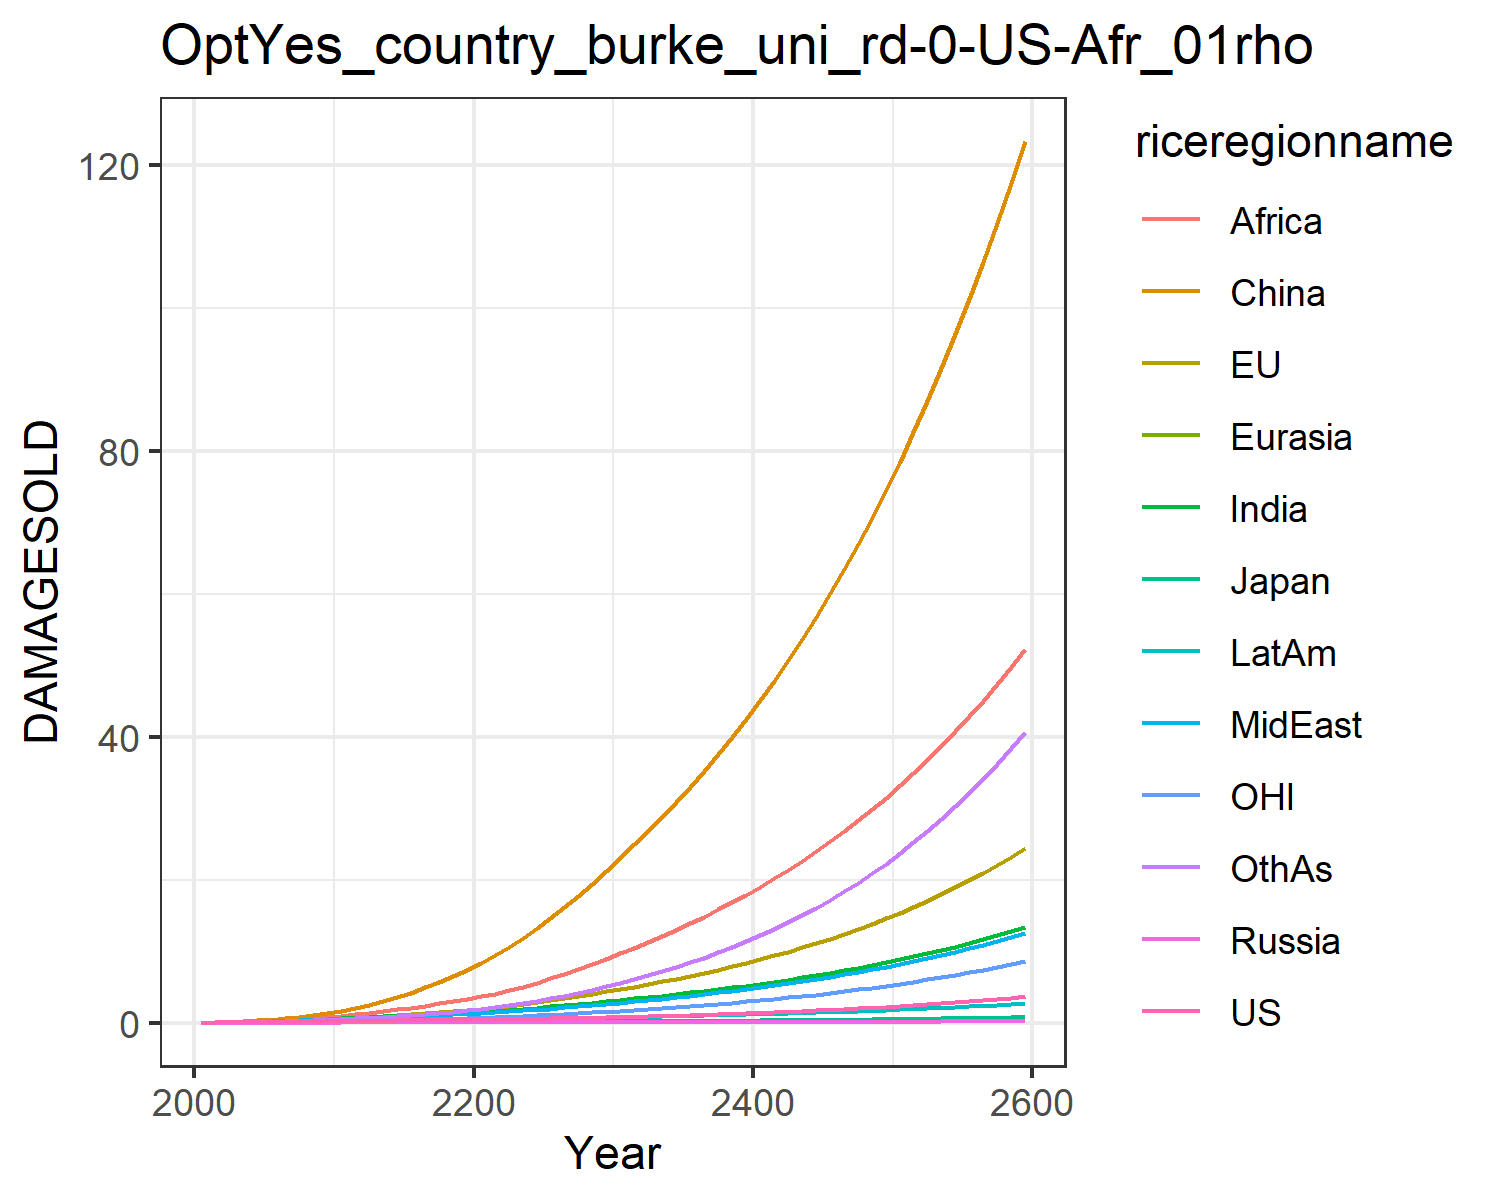 OptYes_country_burke_uni_rd-0-US-Afr_01rho
DAMAGESOLD
120
80
40
0
2000
2200
2400
2600
Year
riceregionname
Africa
China
EU
Eurasia
India
Japan
LatAm
MidEast
OHI
OthAs
Russia
US